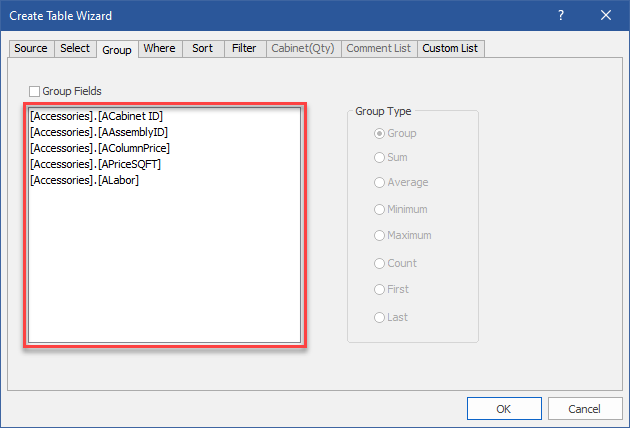 Create Table Wizard ?
Source Select Group Where Sort Filter Cabinet(Qty) Comment List Custom List
Group Fields
[Accessories].[ACabinet ID]
[Accessories].[AAssemblyID]
[Accessories].[AColumnPrice]
[Accessories].[APriceSQFT]
[Accessories].[ALabor]
Group Type
Group
Sum
Average
Minimum
Maximum
Count
First
Last
OK Cancel